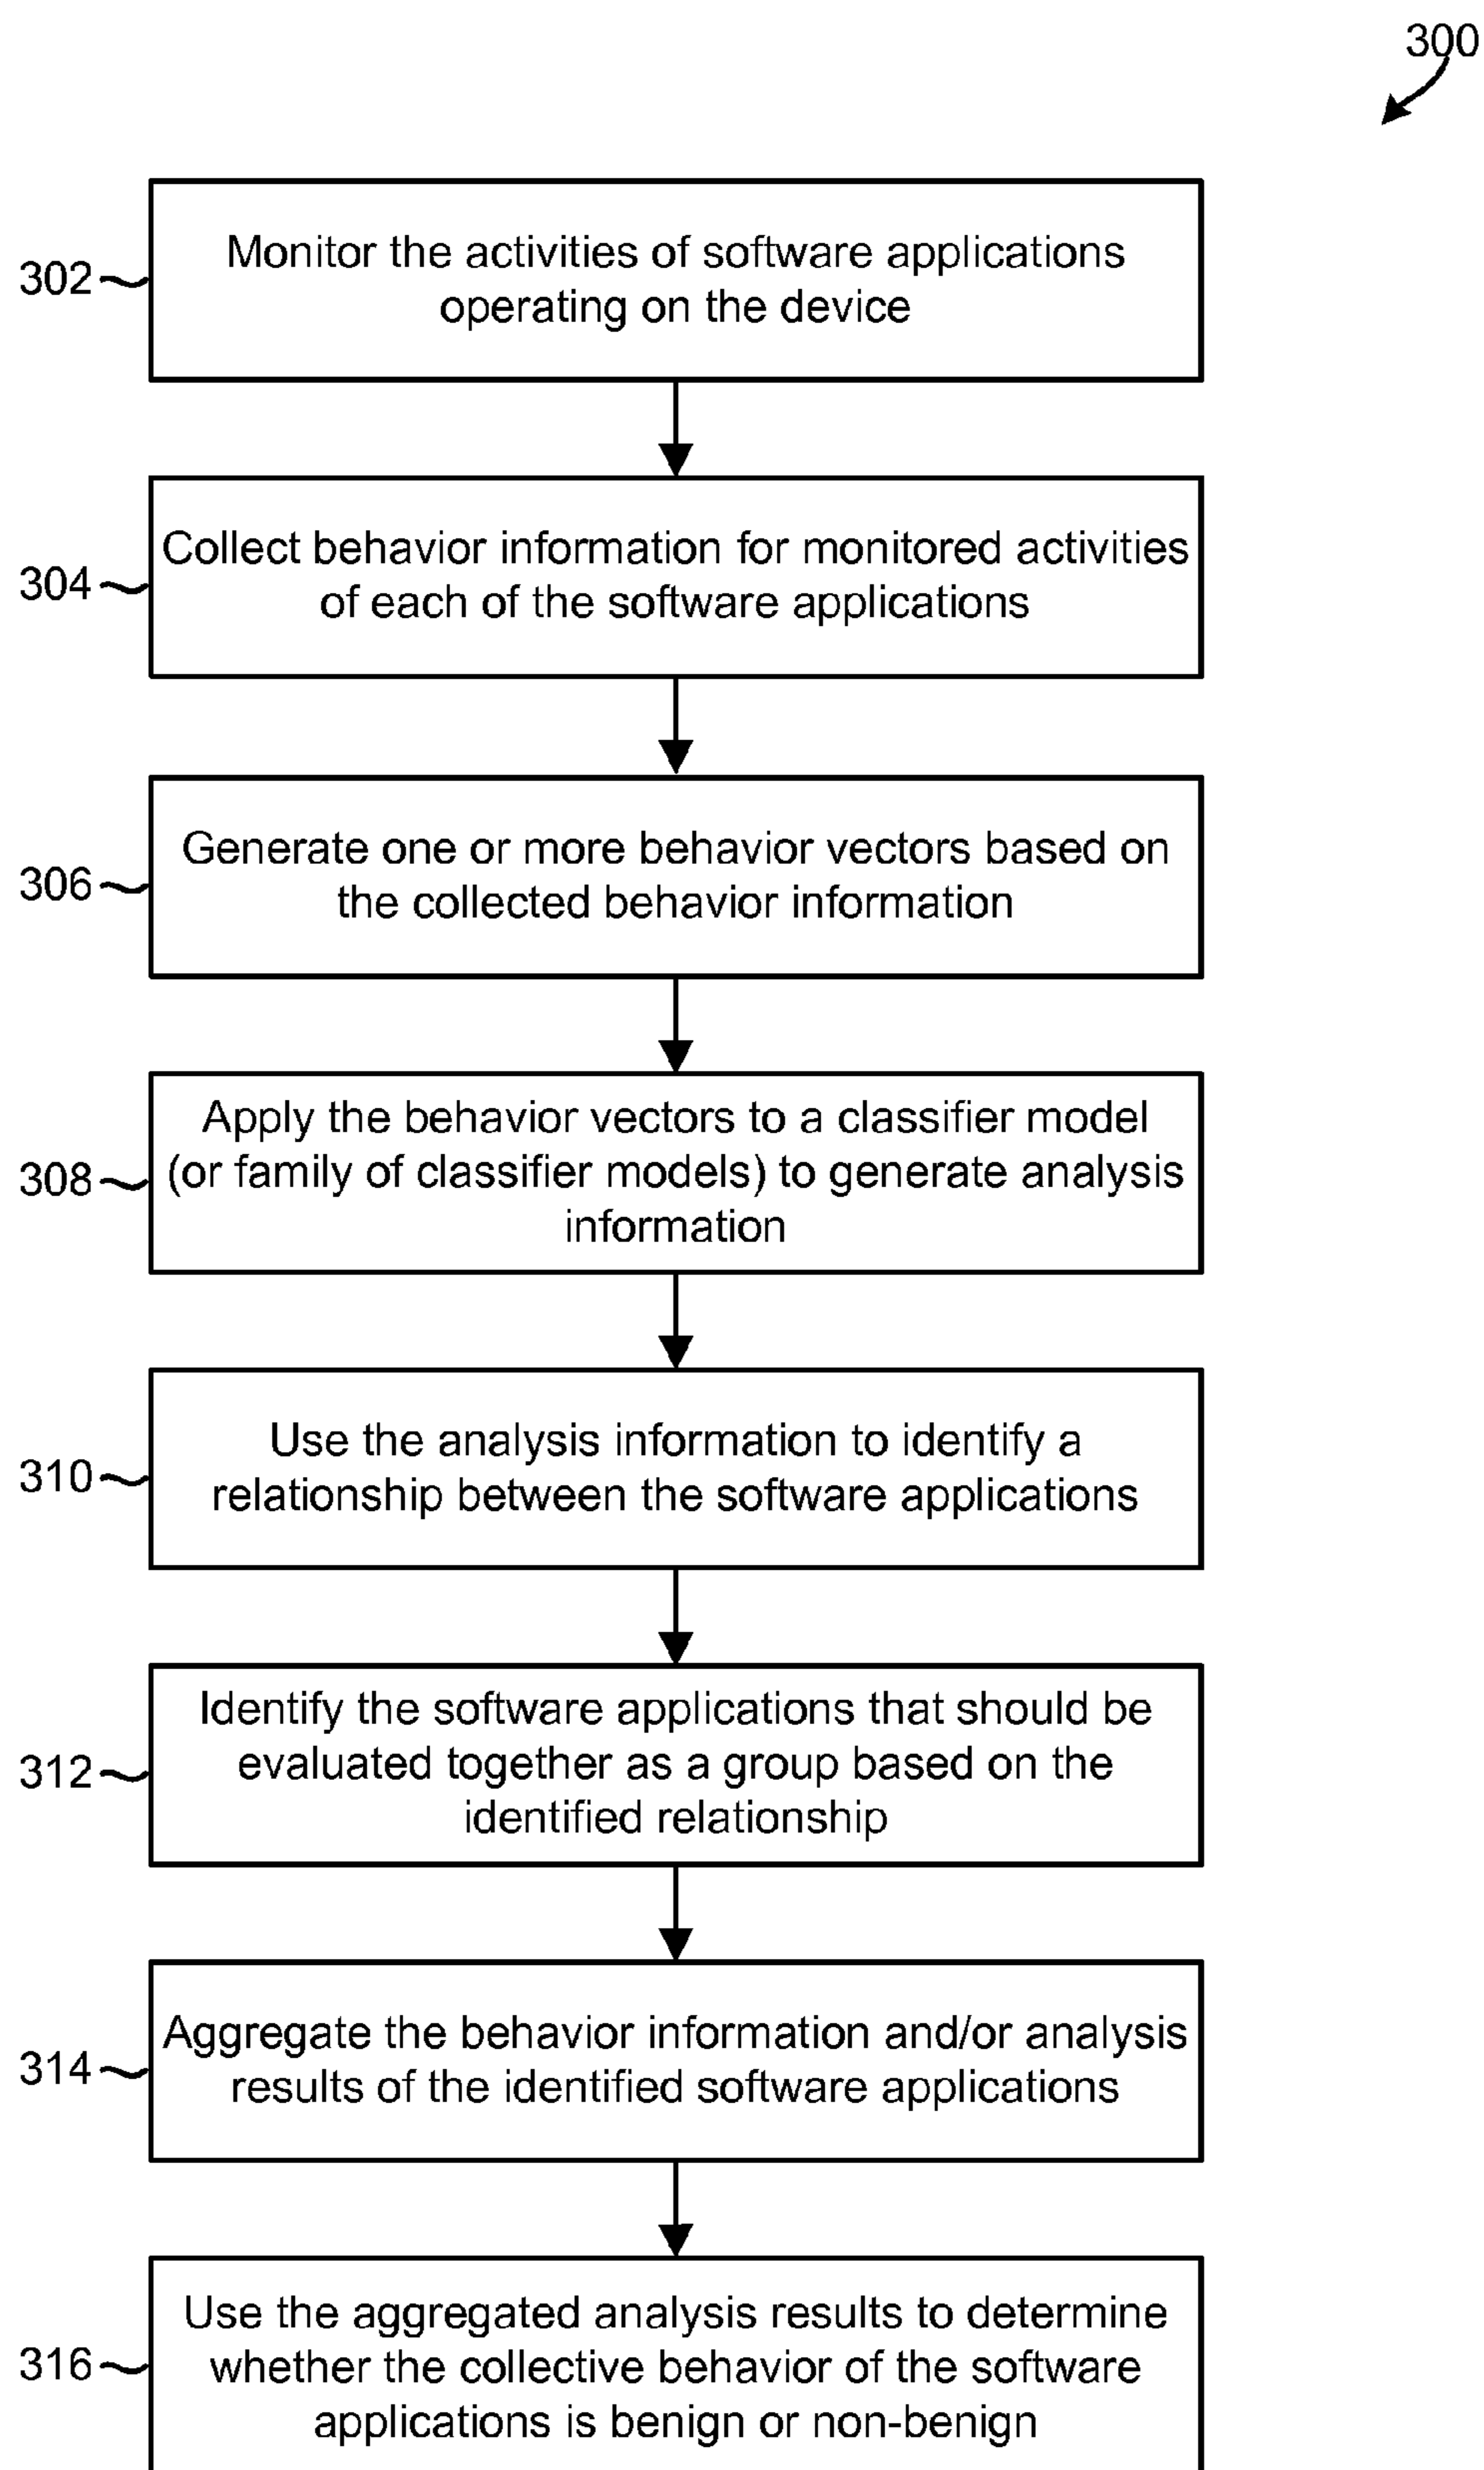 300
302
Monitor the activities of software applications
operating on the device
304
Collect behavior information for monitored activities
of each of the software applications
306
Generate one or more behavior vectors based on
the collected behavior information
308
Apply the behavior vectors to a classifier model
(or family of classifier models) to generate analysis
information
310
Use the analysis information to identify a
relationship between the software applications
312
Identify the software applications that should be
evaluated together as a group based on the
identified relationship
314
Aggregate the behavior information and/or analysis
results of the identified software applications
316
Use the aggregated analysis results to determine
whether the collective behavior of the software
applications is benign or non-benign